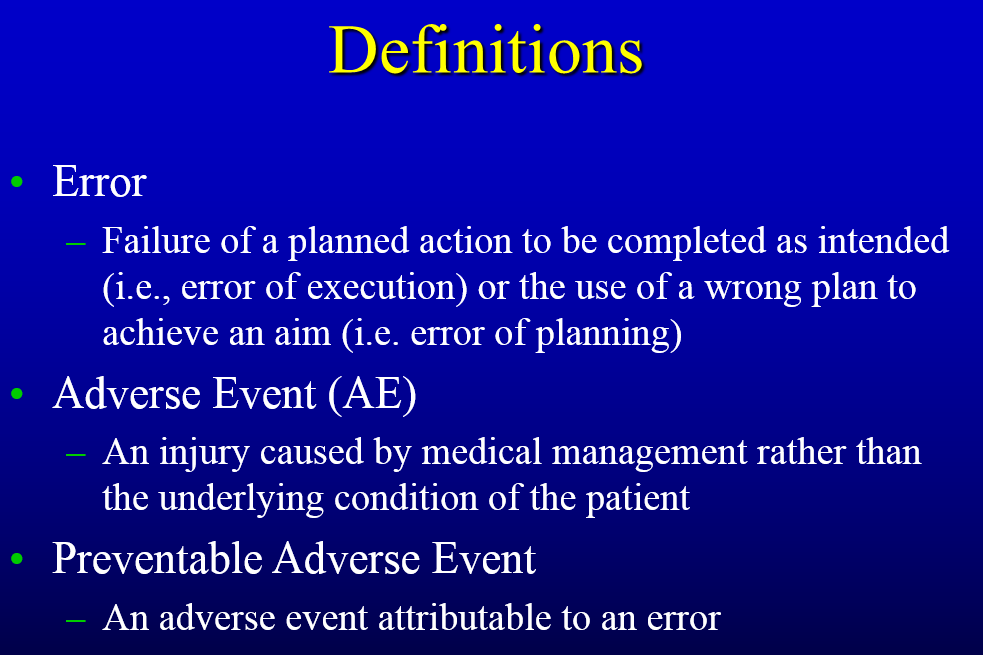 Definitions
• Error
– Failure of a planned action to be completed as intended
(i.e., error of execution) or the use of a wrong plan to
achieve an aim (i.e. error of planning)
• Adverse Event (AE)
– An injury caused by medical management rather than
the underlying condition of the patient
• Preventable Adverse Event
– An adverse event attributable to an error